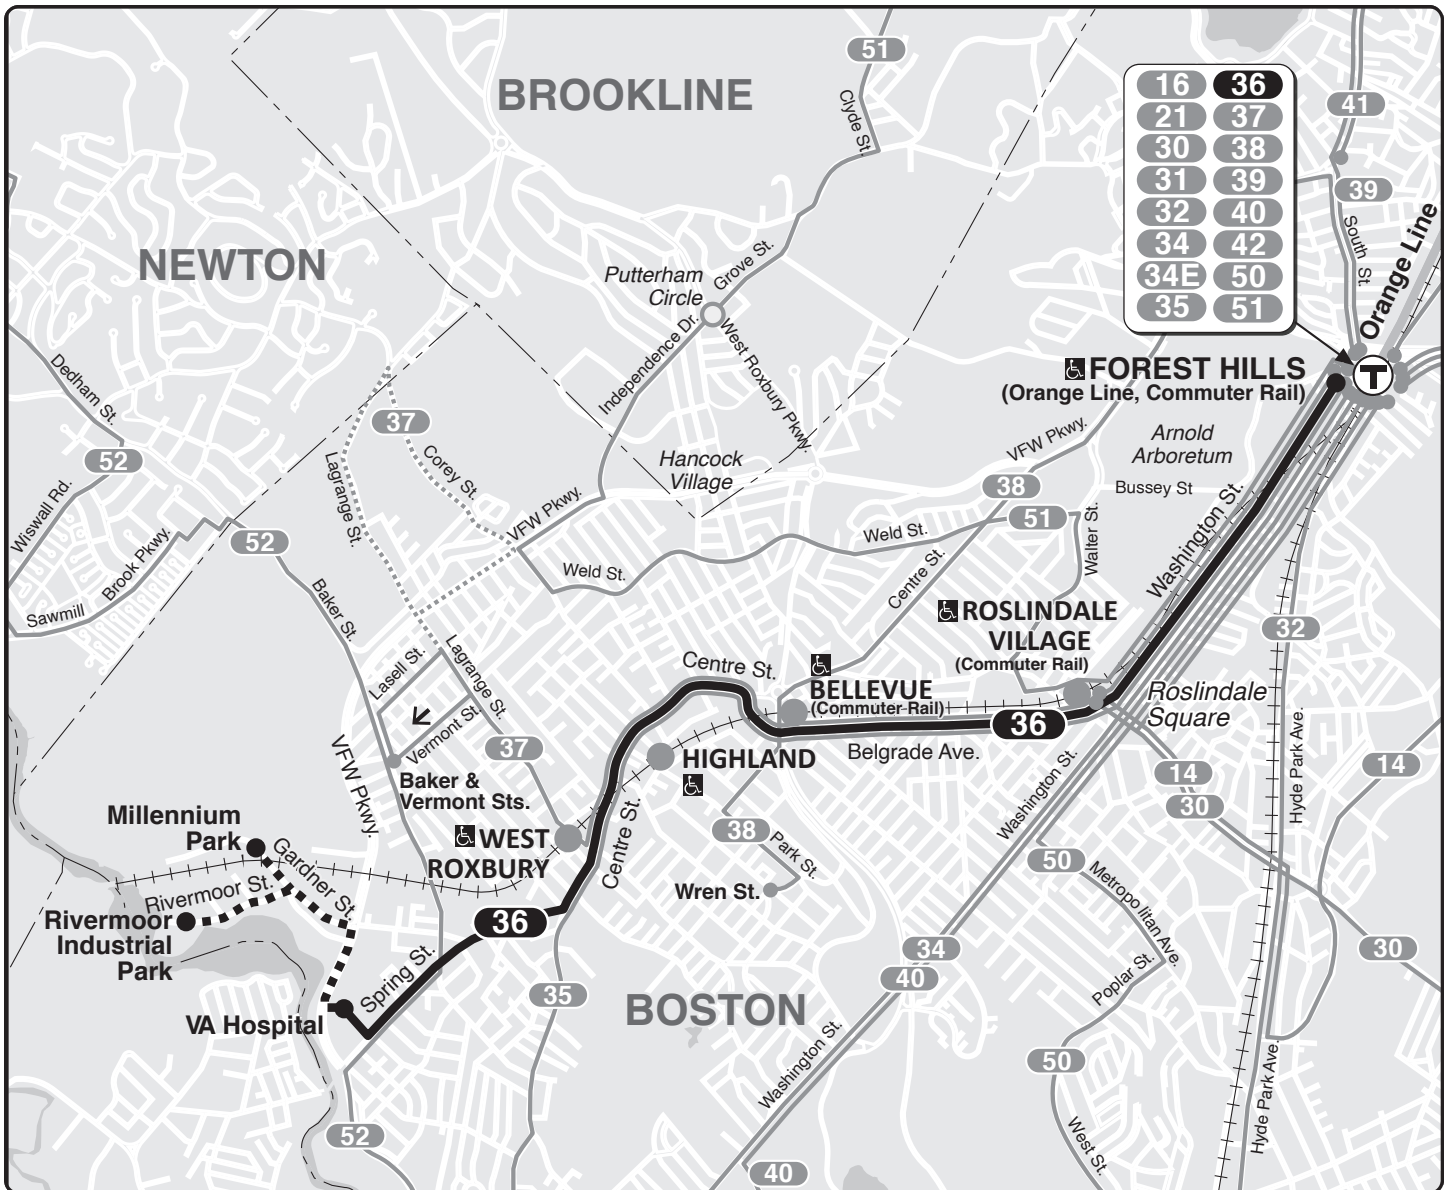 51
BROOKLINE
Clyde St.
16 36
21 37
30 38
31 39
32 40
34 42
34E 50
35 51
41
39
South St.
Orange Line
NEWTON
Putterham
Circle
Grove St.
Independence Dr.
West Roxbury Pkwy.
FOREST HILLS
(Orange Line, Commuter Rail)
T
Dedham St.
52
Wiswall Rd.
37
Lagrange St.
Corey St.
Hancock
Village
VFW Pkwy.
VFW Pkwy.
Arnold
Arboretum
Bussey St
38
51
Weld St.
Weld St.
Centre St.
Walter St.
Washington St.
52
Brook Pkwy.
Sawmill
Baker St.
Lasell St.
Lagrange St.
Vermont St.
37
Baker &
Vermont Sts.
VFW Pkwy.
ROSLINDALE
VILLAGE
(Commuter Rail)
32
Centre St.
BELLEVUE
(Commuter Rail)
36
Roslindale
Square
HIGHLAND
Belgrade Ave.
Washington St.
Hyde Park Ave.
14
30
14
Millennium
Park
Gardner St.
Rivermoor St.
Rivermoor
Industrial
Park
WEST
ROXBURY
Centre St.
38
Park St.
Wren St.
50
Metropolitan Ave.
36
Spring St.
VA Hospital
35
34
40
30
Poplar St.
BOSTON
Washington St.
50
Hyde Park Ave.
West St.
52
40